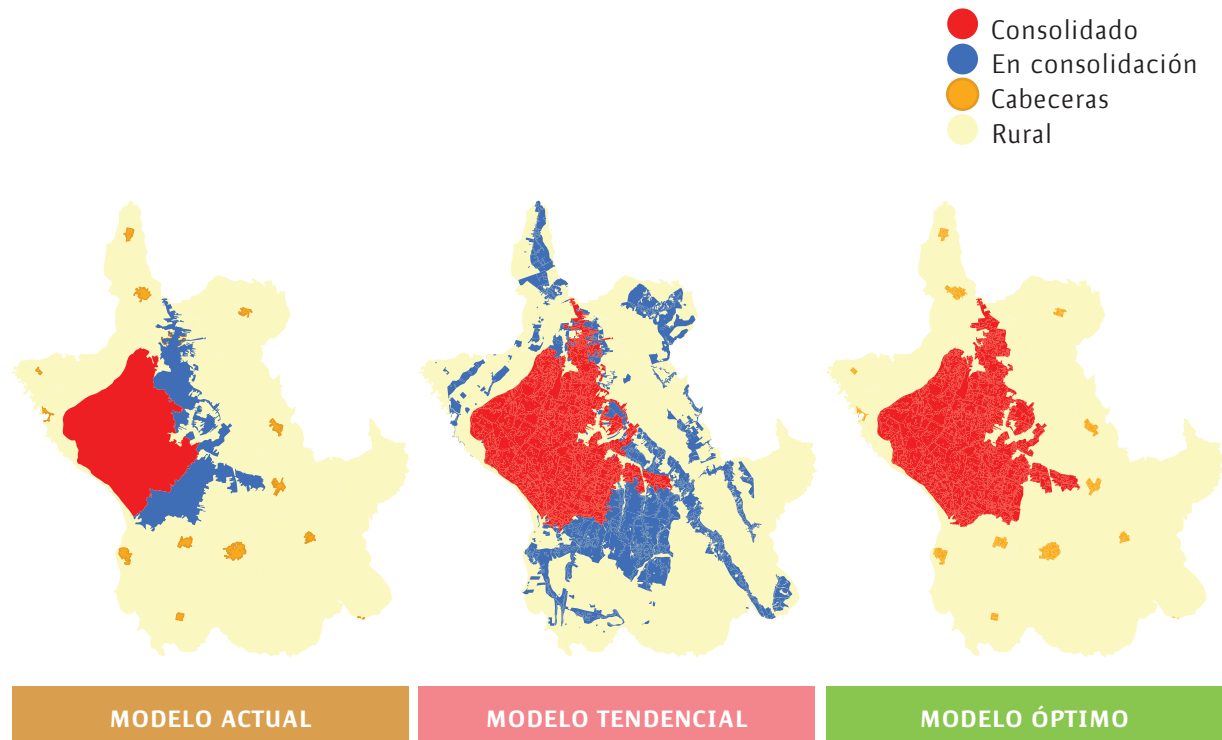 Consolidado
En consolidación
Cabeceras
Rural
MODELO ACTUAL
MODELO TENDENCIAL
MODELO ÓPTIMO